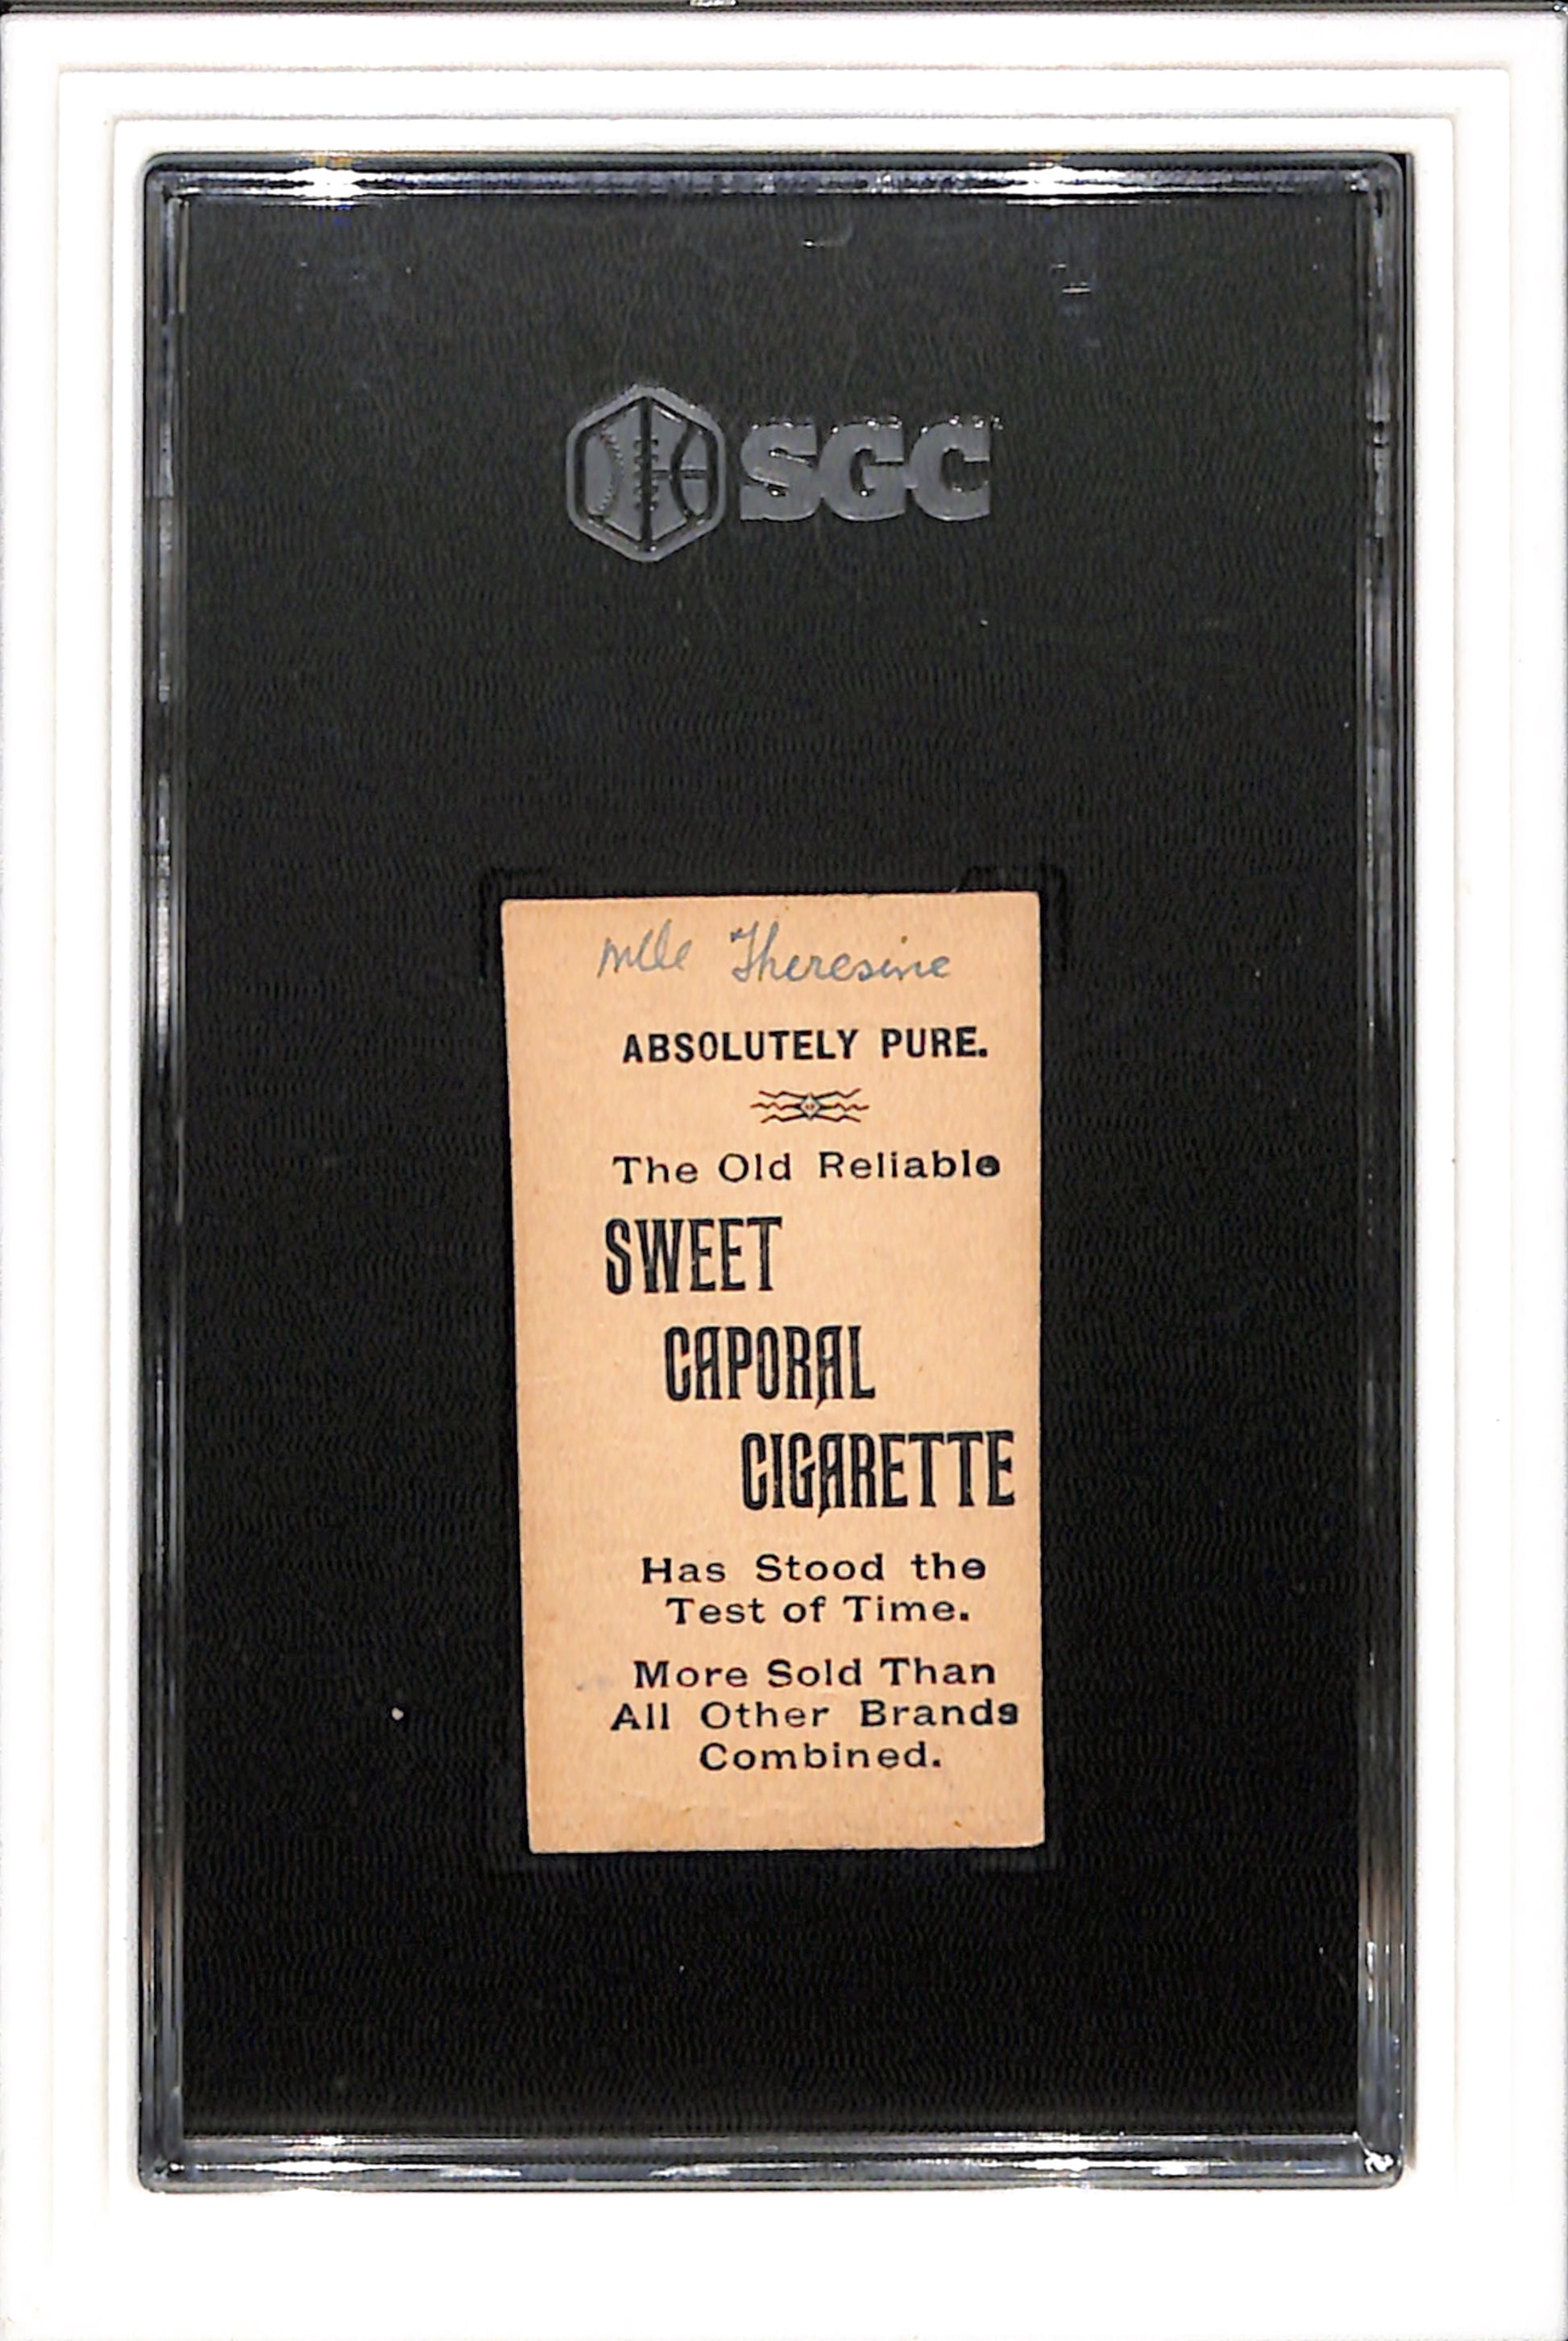 SGC
Mlle Theresine
ABSOLUTELY PURE.
The Old Reliable
SWEET
CAPORAL
CIGARETTE
Has Stood the
Test of Time.
More Sold Than
All Other Brands
Combined.